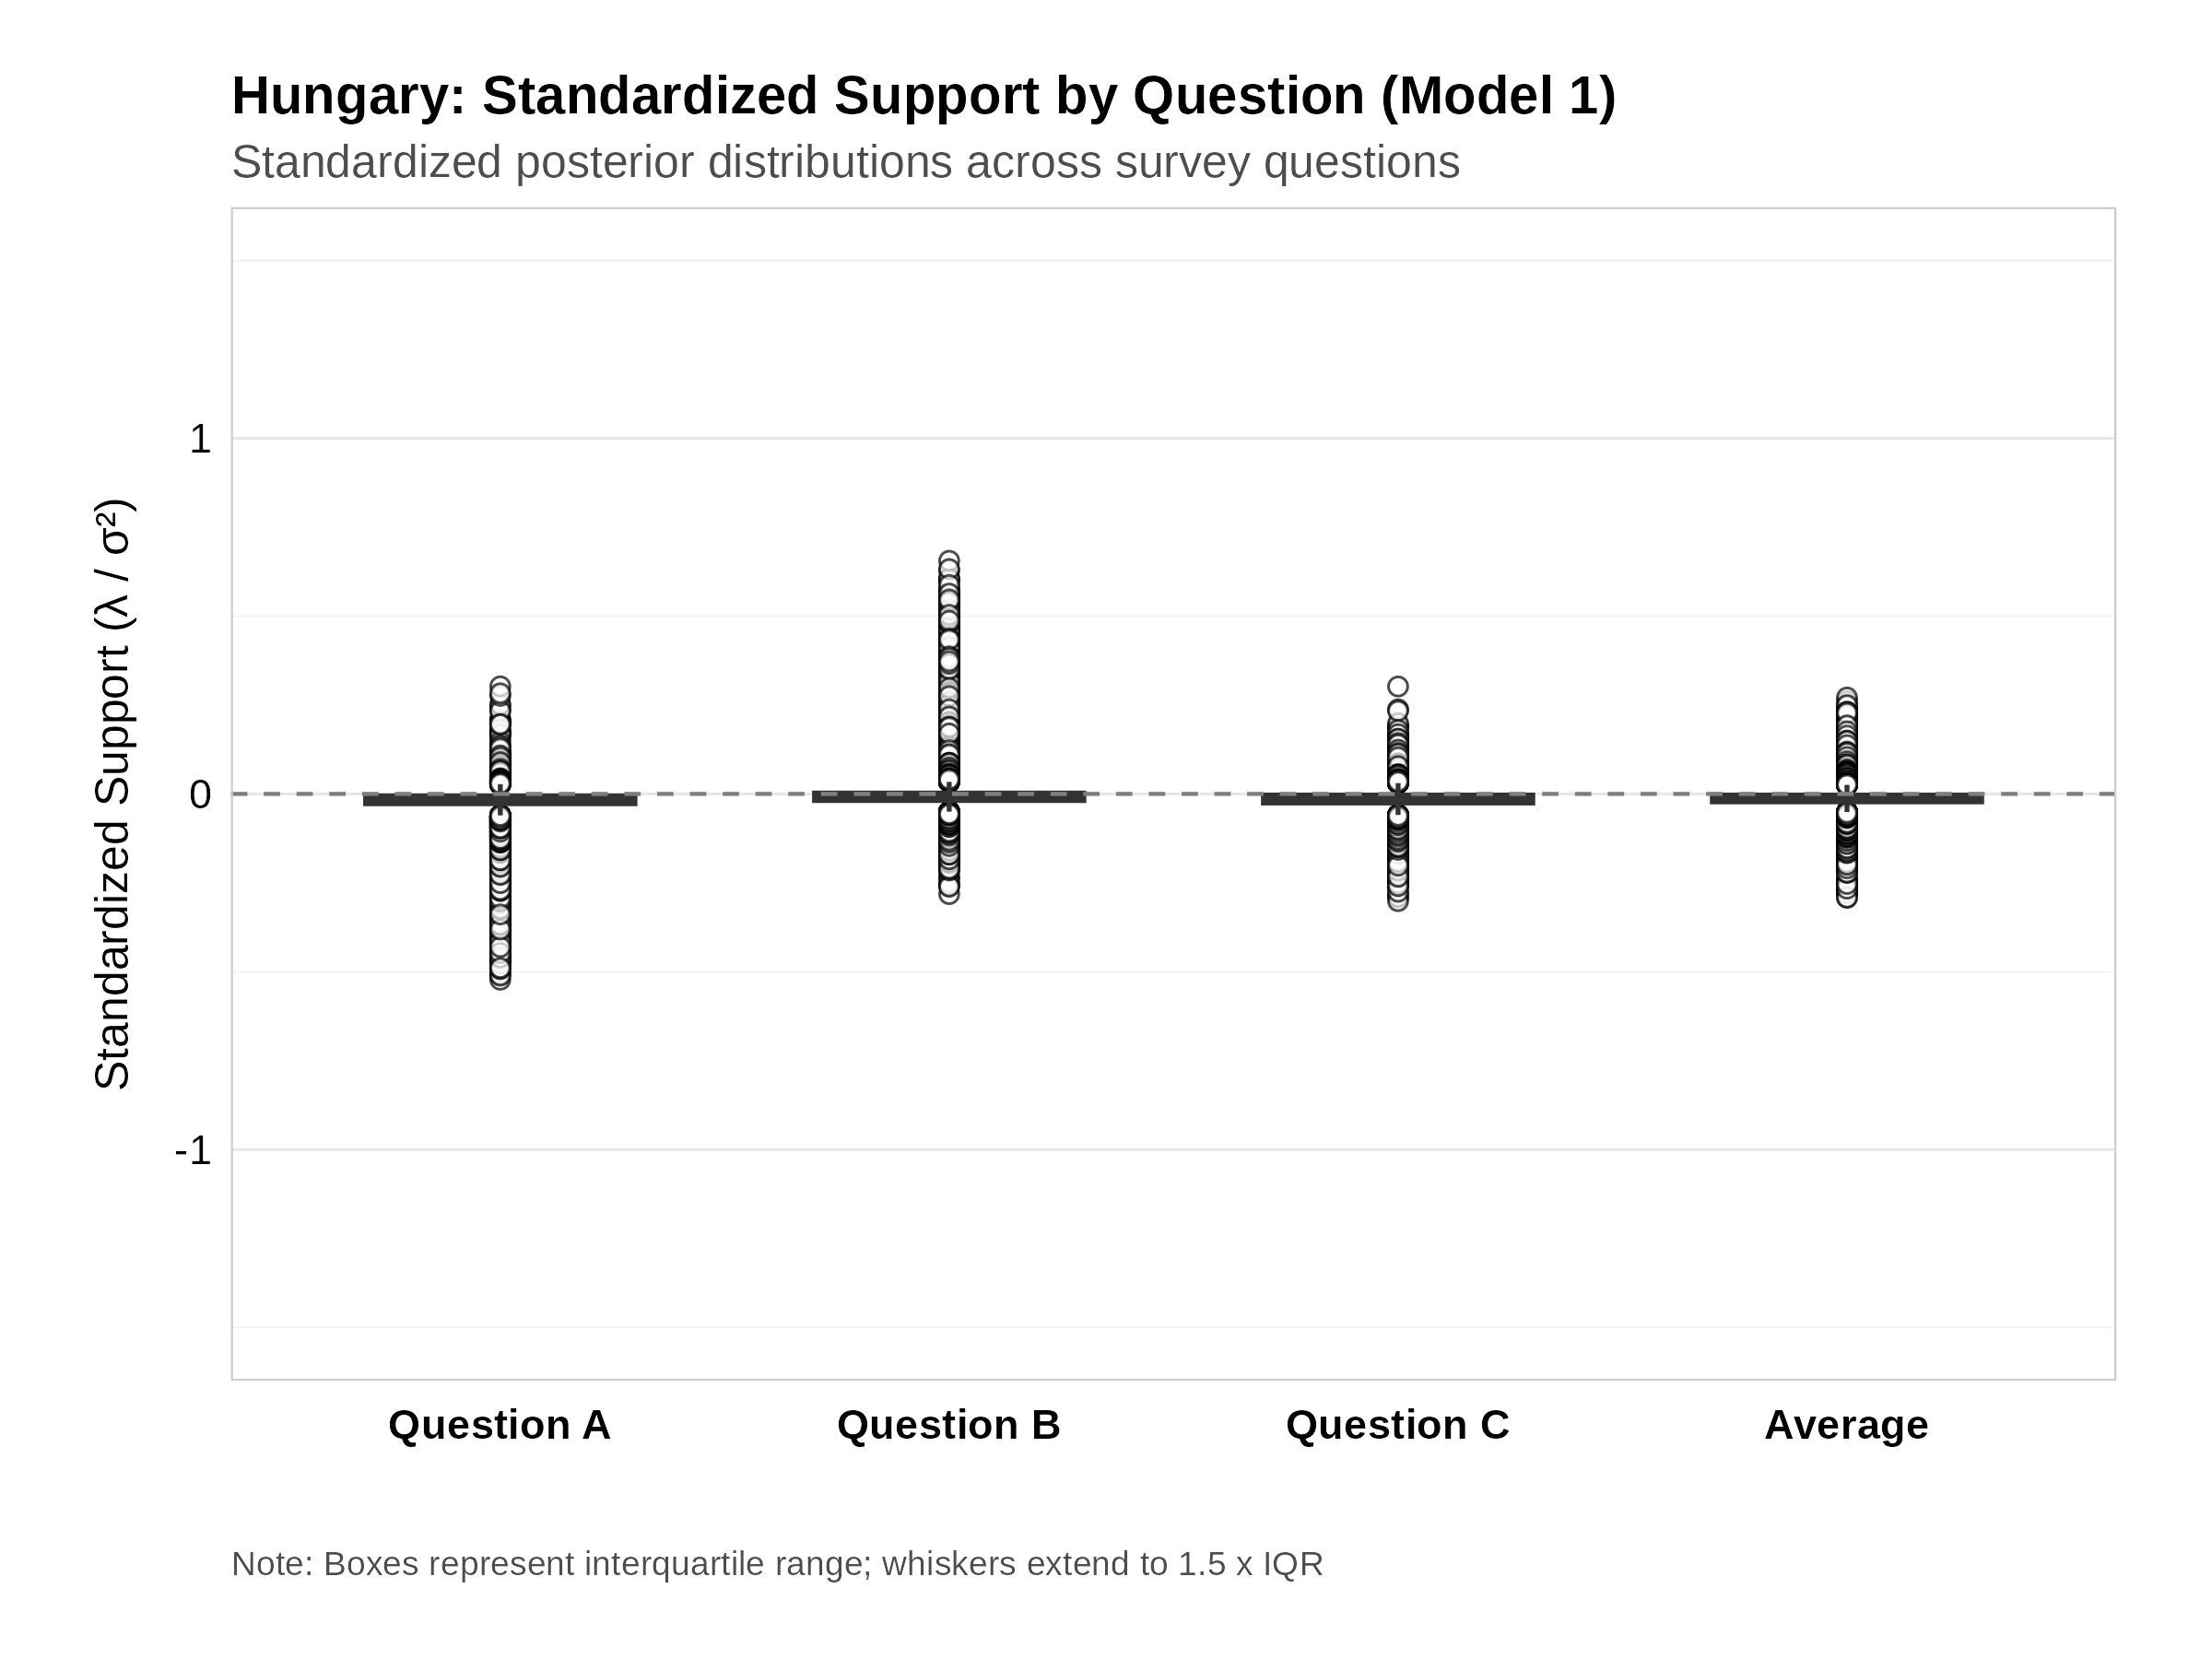 Hungary: Standardized Support by Question (Model 1)
Standardized posterior distributions across survey questions
Standardized Support (λ / σ²)
1
0
-1
Question A
Question B
Question C
Average
Note: Boxes represent interquartile range; whiskers extend to 1.5 x IQR